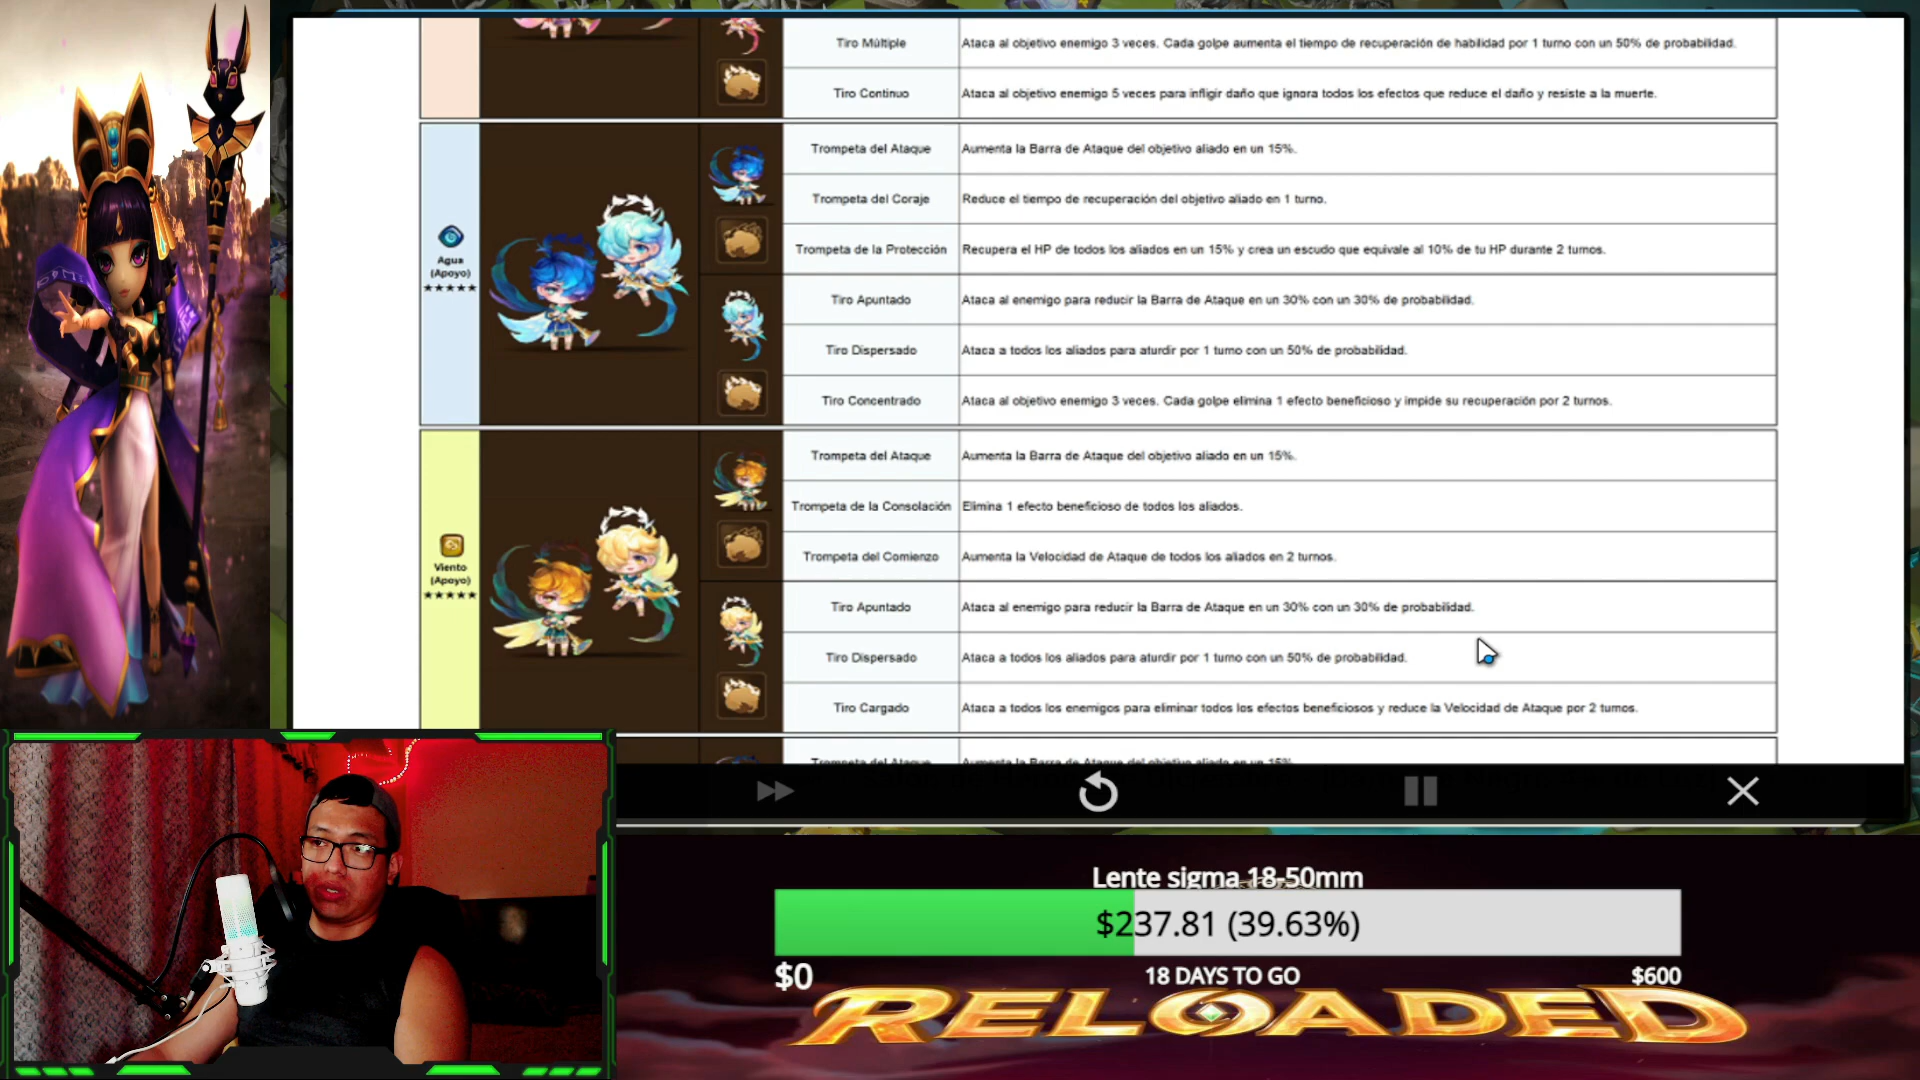 Tiro Múltiple
Ataca al objetivo enemigo 3 veces. Cada golpe aumenta el tiempo de recuperación de habilidad por 1 turno con un 50% de probabilidad.
Tiro Continuo
Ataca al objetivo enemigo 5 veces para infligir daño que ignora todos los efectos que reduce el daño y resiste a la muerte.
Agua
(Apoyo)
★★★★★
Trompeta del Ataque
Aumenta la Barra de Ataque del objetivo aliado en un 15%.
Trompeta del Coraje
Reduce el tiempo de recuperación del objetivo aliado en 1 turno.
Trompeta de la Protección
Recupera el HP de todos los aliados en un 15% y crea un escudo que equivale al 10% de tu HP durante 2 turnos.
Tiro Apuntado
Ataca al enemigo para reducir la Barra de Ataque en un 30% con un 30% de probabilidad.
Tiro Dispersado
Ataca a todos los aliados para aturdir por 1 turno con un 50% de probabilidad.
Tiro Concentrado
Ataca al objetivo enemigo 3 veces. Cada golpe elimina 1 efecto beneficioso y impide su recuperación por 2 turnos.
Viento
(Apoyo)
★★★★★
Trompeta del Ataque
Aumenta la Barra de Ataque del objetivo aliado en un 15%.
Trompeta de la Consolación
Elimina 1 efecto beneficioso de todos los aliados.
Trompeta del Comienzo
Aumenta la Velocidad de Ataque de todos los aliados en 2 turnos.
Tiro Apuntado
Ataca al enemigo para reducir la Barra de Ataque en un 30% con un 30% de probabilidad.
Tiro Dispersado
Ataca a todos los aliados para aturdir por 1 turno con un 50% de probabilidad.
Tiro Cargado
Ataca a todos los enemigos para eliminar todos los efectos beneficiosos y reduce la Velocidad de Ataque por 2 turnos.
Trompeta del Ataque
Aumenta la Barra de Ataque del objetivo aliado en un 15%.
Lente sigma 18-50mm
$237.81 (39.63%)
$0
18 DAYS TO GO
$600
RELOADED